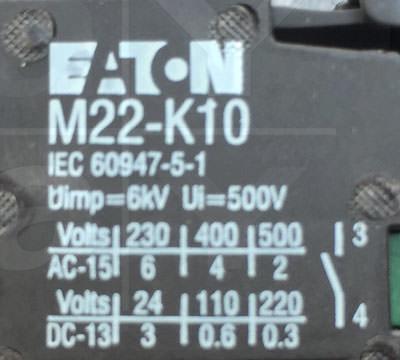 EATON
M22-K10
IEC 60947-5-1
Uimp=6kV Ui=500V
Volts 230 400 500 3
AC-15 6 4 2
Volts 24 110 220 4
DC-13 3 0.6 0.3